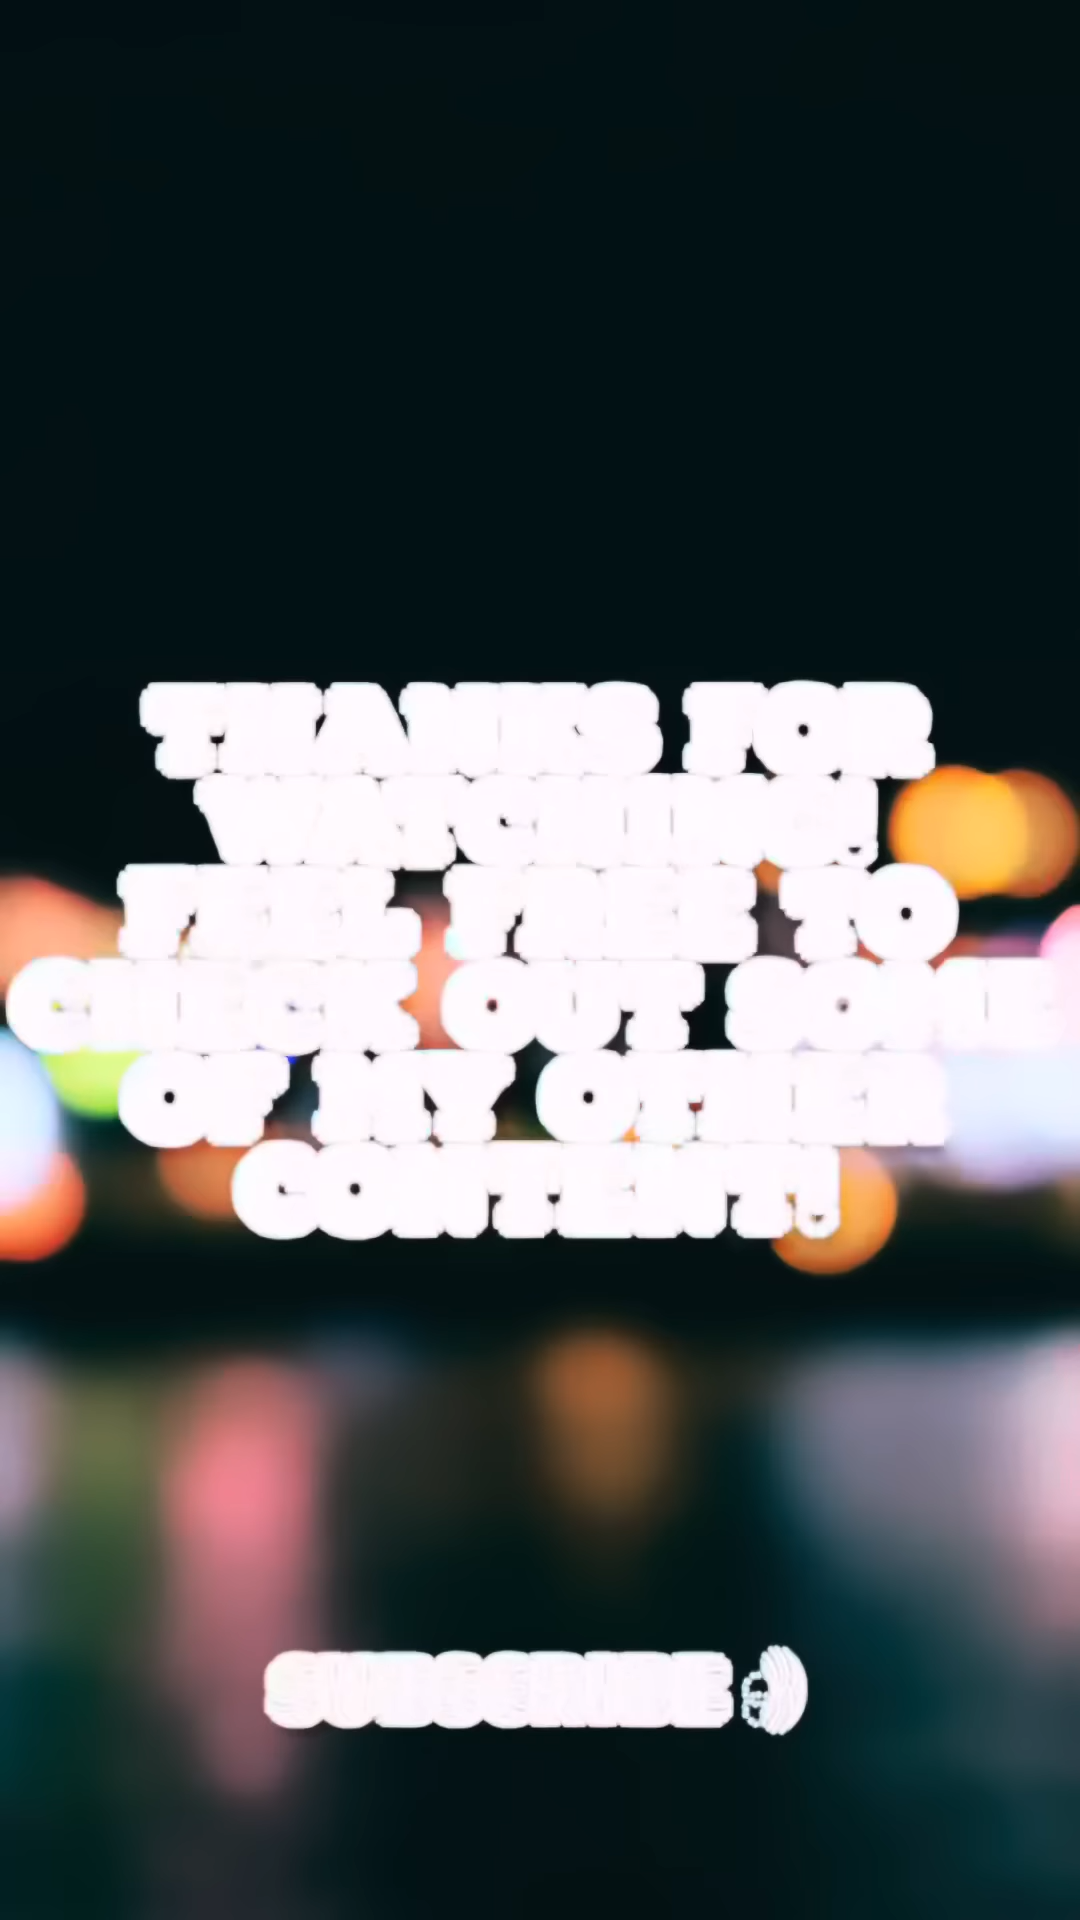 THANKS FOR
WATCHING!
FEEL FREE TO
CHECK OUT SOME
OF MY OTHER
CONTENT!
SUBSCRIBE